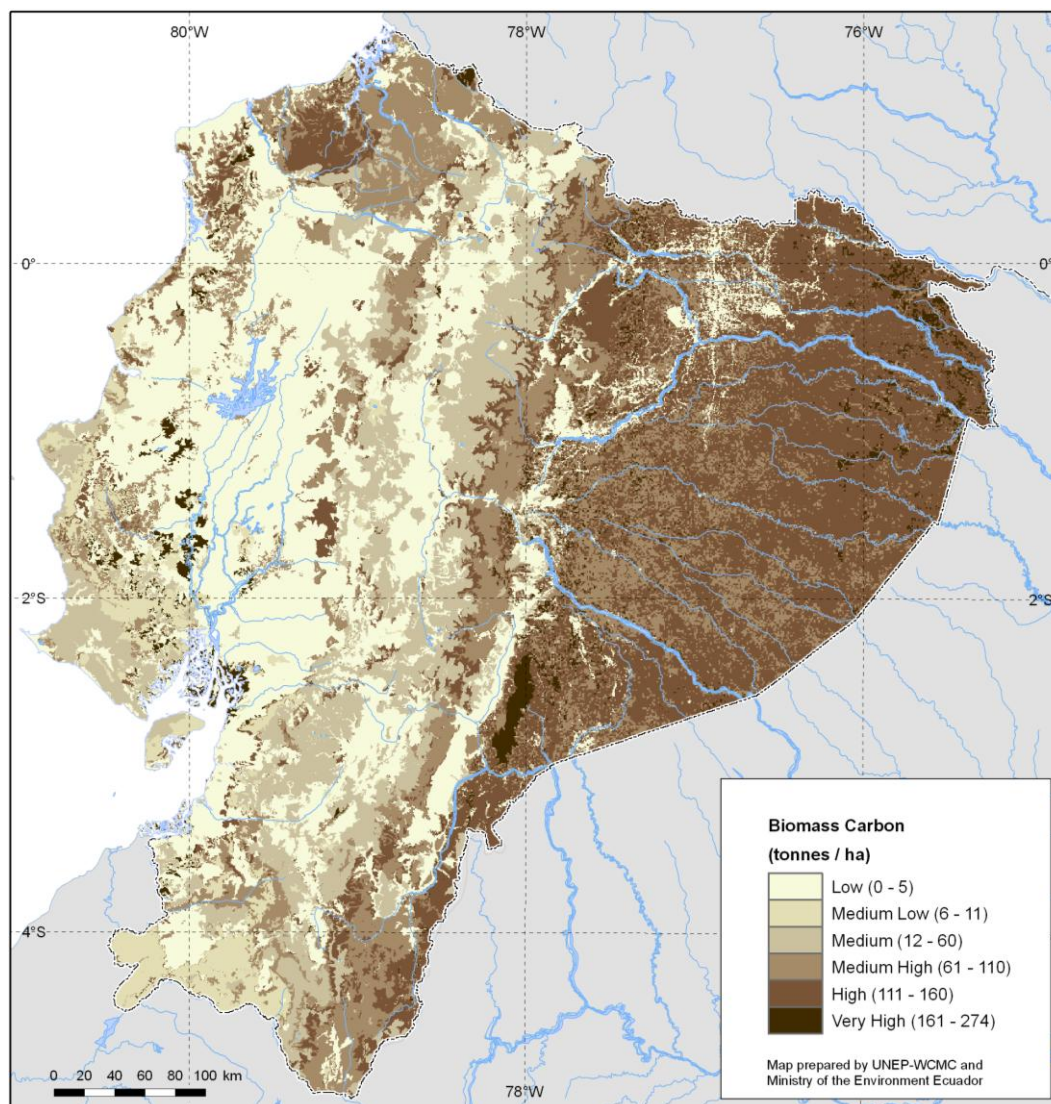 80°W 78°W 76°W
0° 0°
2°S 2°S
4°S
Biomass Carbon
(tonnes / ha)
Low (0 - 5)
Medium Low (6 - 11)
Medium (12 - 60)
Medium High (61 - 110)
High (111 - 160)
Very High (161 - 274)
Map prepared by UNEP-WCMC and
Ministry of the Environment Ecuador
0 20 40 60 80 100 km
78°W